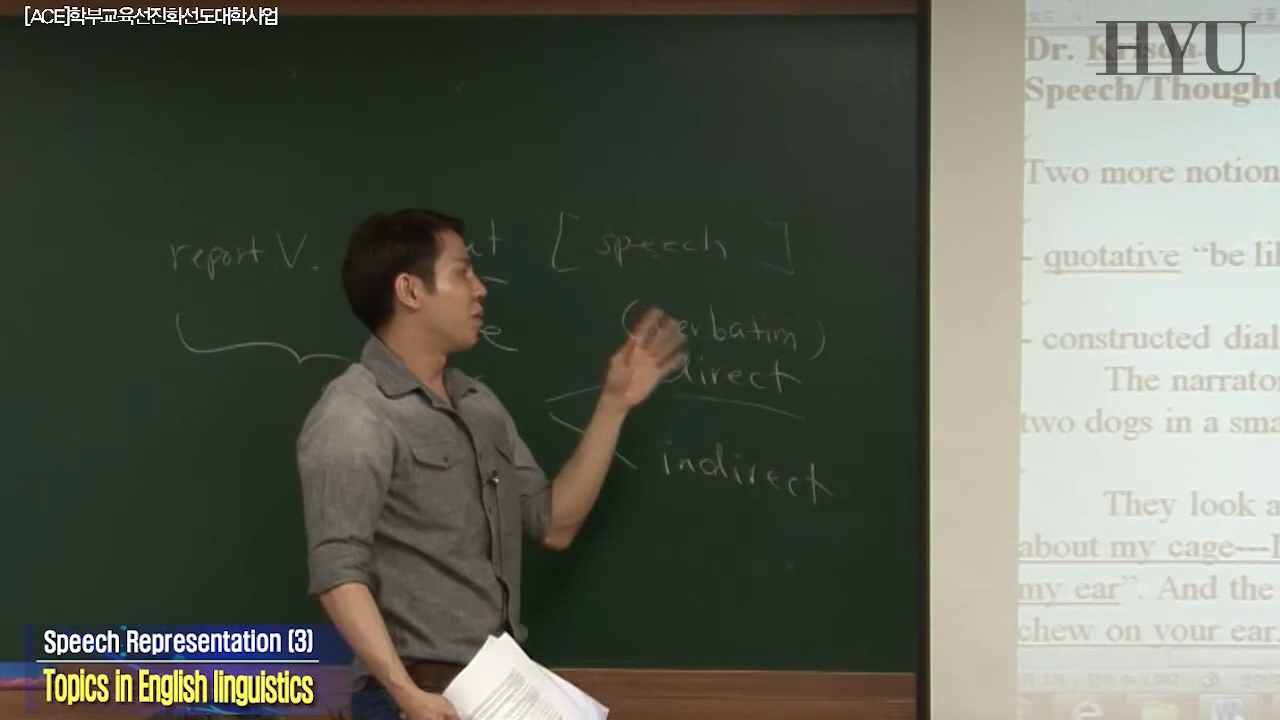 [ACE]학부교육선진화선도대학사업
HYU
Dr.
Speech/Thought
Two more notion
- quotative “be li
- constructed dial
The narrato
two dogs in a sma
They look a
about my cage---I
my ear”. And the
chew on your ear
report V. at [speech]
(verbatim)
direct
indirect
Speech Representation (3)
Topics in English linguistics